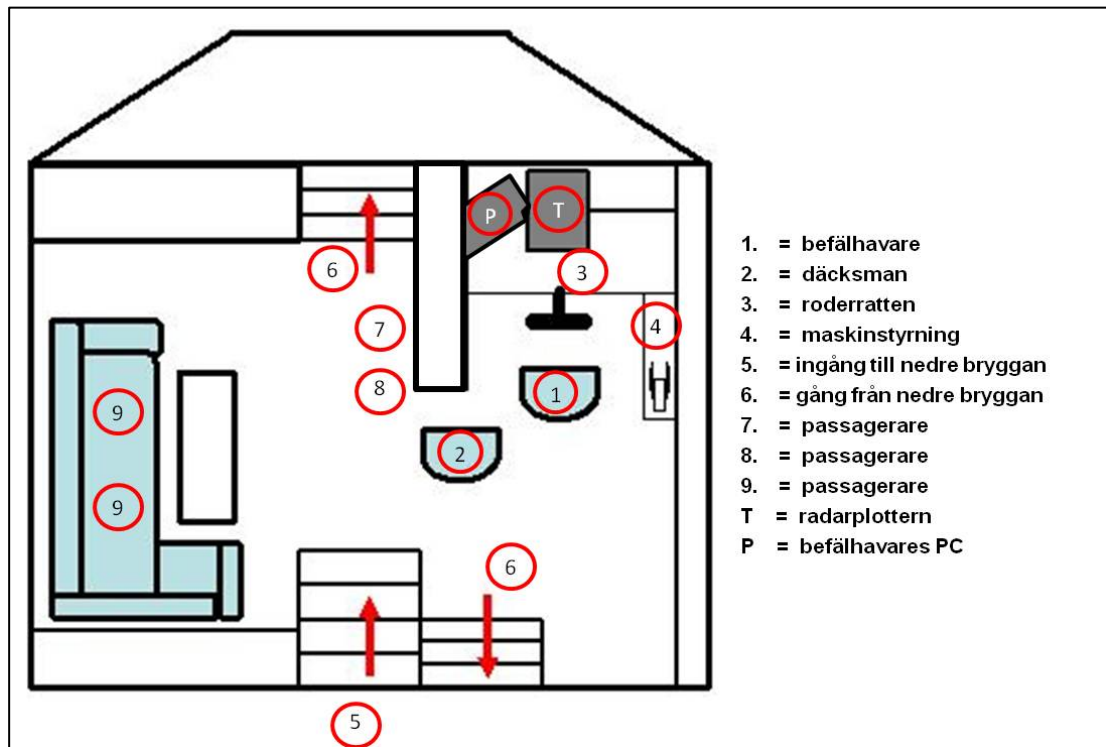 P
T
6
3
7
4
8
1
9
2
9
6
5
1. = befälhavare
2. = däcksman
3. = roderratten
4. = maskinstyrning
5. = ingång till nedre bryggan
6. = gång från nedre bryggan
7. = passagerare
8. = passagerare
9. = passagerare
T = radarplottern
P = befälhavares PC